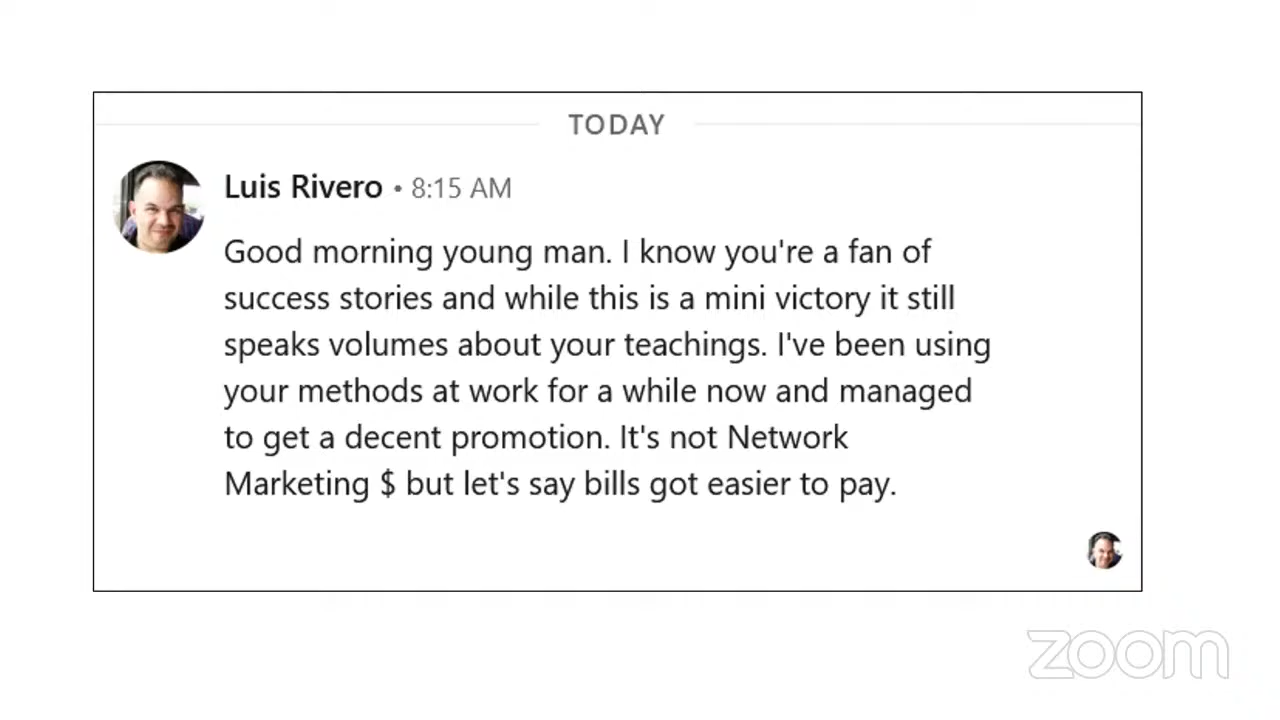 TODAY
Luis Rivero • 8:15 AM
Good morning young man. I know you're a fan of
success stories and while this is a mini victory it still
speaks volumes about your teachings. I've been using
your methods at work for a while now and managed
to get a decent promotion. It's not Network
Marketing $ but let's say bills got easier to pay.
zoom